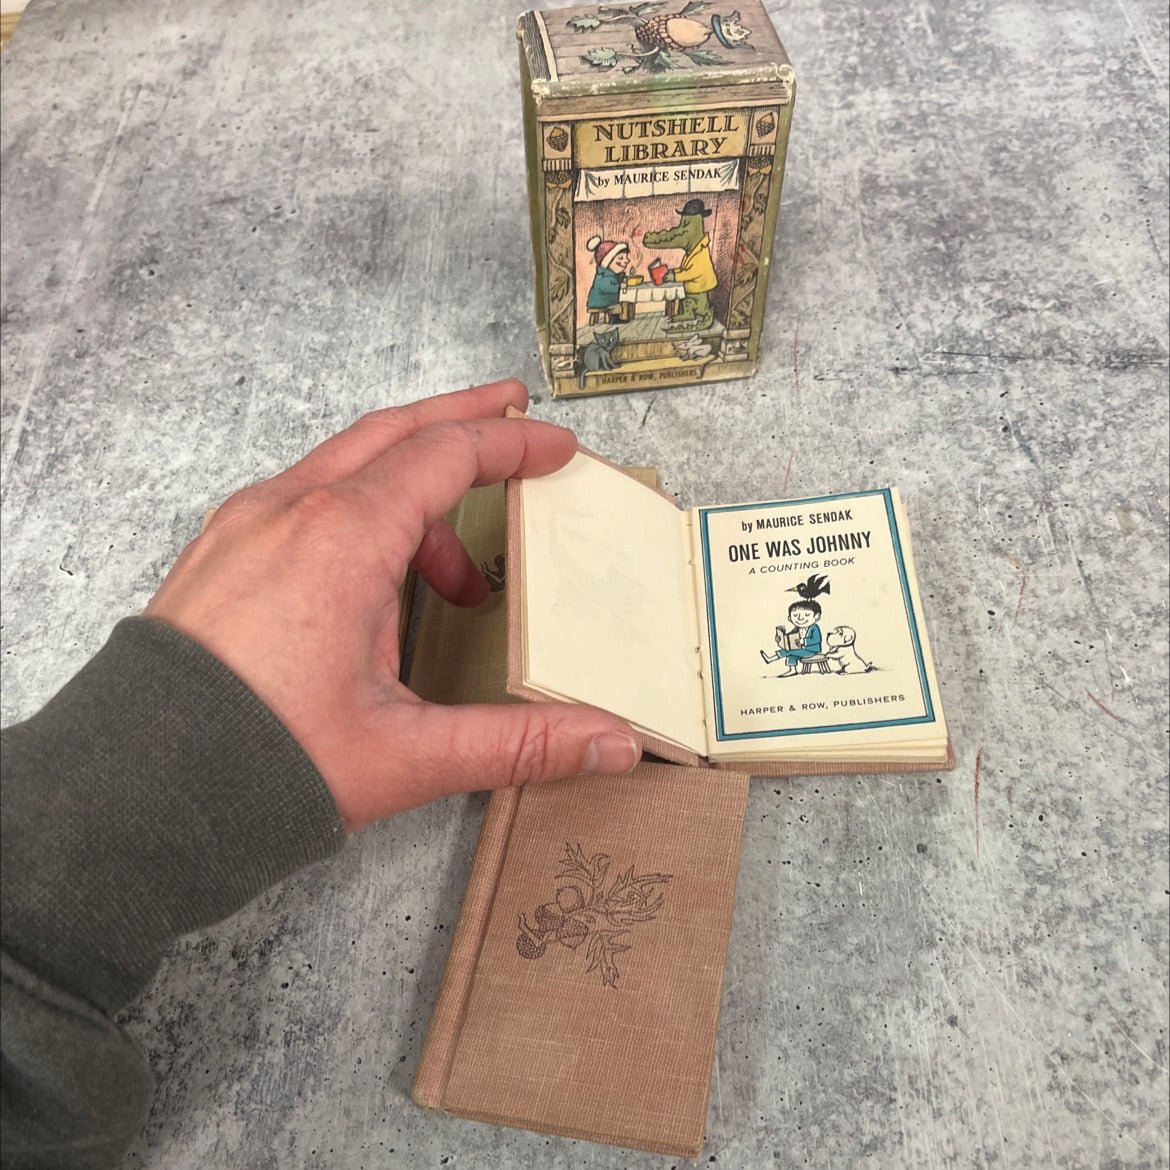 NUTSHELL
LIBRARY
by MAURICE SENDAK
HARPER & ROW, PUBLISHERS
by MAURICE SENDAK
ONE WAS JOHNNY
A COUNTING BOOK
HARPER & ROW, PUBLISHERS